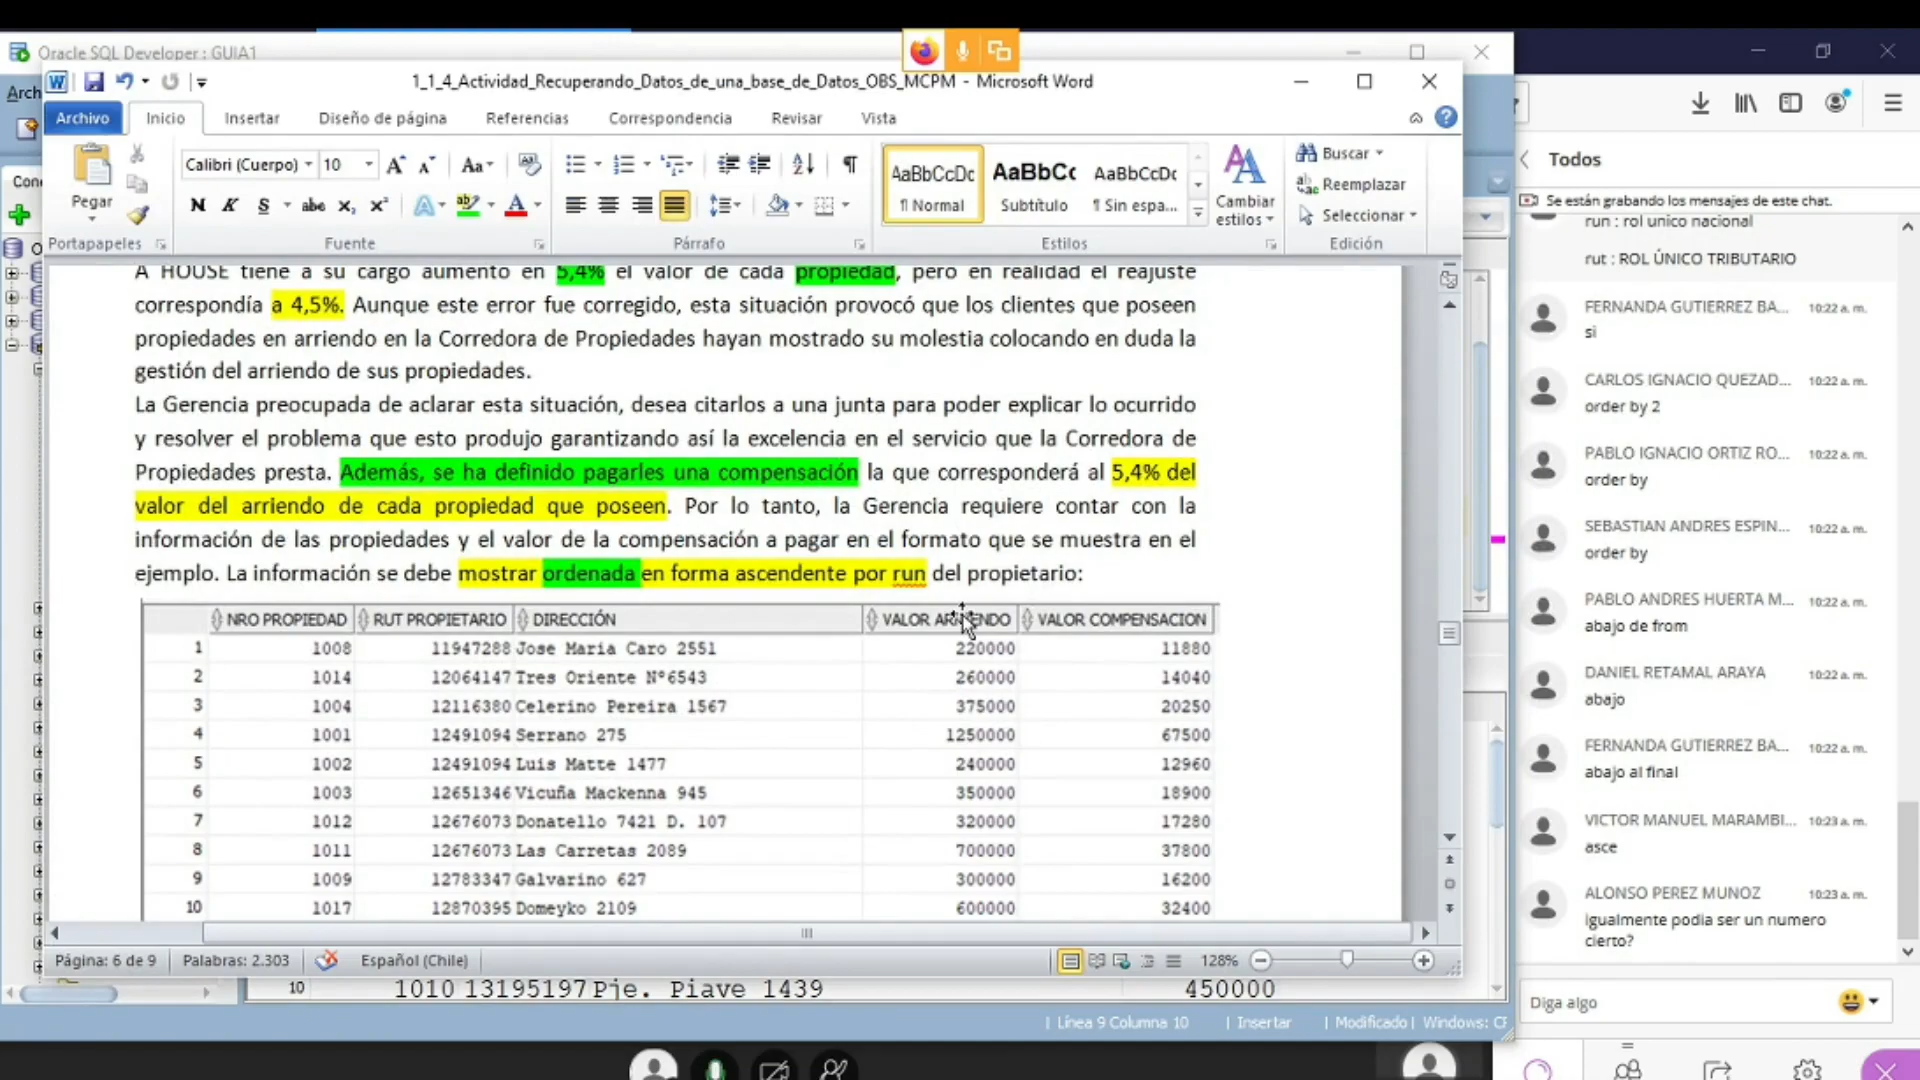 Oracle SQL Developer : GUIA1
1_1_4_Actividad_Recuperando_Datos_de_una_base_de_Datos_OBS_MCPM - Microsoft Word
Arch
Archivo Inicio Insertar Diseño de página Referencias Correspondencia Revisar Vista
Pegar
Portapapeles
Calibri (Cuerpo) 10
Fuente
Párrafo
AaBbCcDc AaBbCc AaBbCcDc
¶ Normal Subtítulo ¶ Sin espa...
Cambiar
estilos
Estilos
Buscar
Reemplazar
Seleccionar
Edición
A HOUSE tiene a su cargo aumentó en 5,4% el valor de cada propiedad, pero en realidad el reajuste
correspondía a 4,5%. Aunque este error fue corregido, esta situación provocó que los clientes que poseen
propiedades en arriendo en la Corredora de Propiedades hayan mostrado su molestia colocando en duda la
gestión del arriendo de sus propiedades.
La Gerencia preocupada de aclarar esta situación, desea citarlos a una junta para poder explicar lo ocurrido
y resolver el problema que esto produjo garantizando así la excelencia en el servicio que la Corredora de
Propiedades presta. Además, se ha definido pagarles una compensación la que corresponderá al 5,4% del
valor del arriendo de cada propiedad que poseen. Por lo tanto, la Gerencia requiere contar con la
información de las propiedades y el valor de la compensación a pagar en el formato que se muestra en el
ejemplo. La información se debe mostrar ordenada en forma ascendente por run del propietario:
NRO PROPIEDAD RUT PROPIETARIO DIRECCIÓN VALOR ARRIENDO VALOR COMPENSACION
1 1008 11947288 Jose Maria Caro 2551 220000 11880
2 1014 12064147 Tres Oriente N°6543 260000 14040
3 1004 12116380 Celerino Pereira 1567 375000 20250
4 1001 12491094 Serrano 275 1250000 67500
5 1002 12491094 Luis Matte 1477 240000 12960
6 1003 12651346 Vicuña Mackenna 945 350000 18900
7 1012 12676073 Donatello 7421 D. 107 320000 17280
8 1011 12676073 Las Carretas 2089 700000 37800
9 1009 12783347 Galvarino 627 300000 16200
10 1017 12870395 Domeyko 2109 600000 32400
Página: 6 de 9 Palabras: 2.303 Español (Chile) 128%
10 1010 13195197 Pje. Piave 1439 450000
Línea 9 Columna 10 | Insertar | Modificado | Windows: CF
Todos
Se están grabando los mensajes de este chat.
run : rol unico nacional
rut : ROL ÚNICO TRIBUTARIO
FERNANDA GUTIERREZ BA... 10:22 a. m.
si
CARLOS IGNACIO QUEZAD... 10:22 a. m.
order by 2
PABLO IGNACIO ORTIZ RO... 10:22 a. m.
order by
SEBASTIAN ANDRES ESPIN... 10:22 a. m.
order by
PABLO ANDRES HUERTA M... 10:22 a. m.
abajo de from
DANIEL RETAMAL ARAYA 10:22 a. m.
abajo
FERNANDA GUTIERREZ BA... 10:22 a. m.
abajo al final
VICTOR MANUEL MARAMBI... 10:23 a. m.
asce
ALONSO PEREZ MUNOZ 10:23 a. m.
igualmente podia ser un numero
cierto?
Diga algo